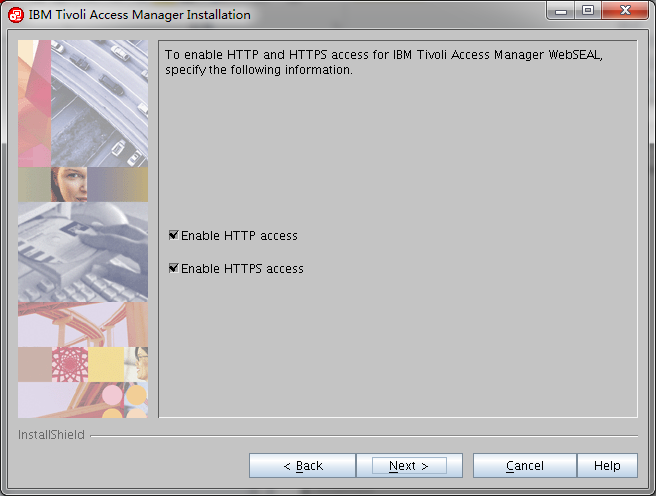 IBM Tivoli Access Manager Installation
To enable HTTP and HTTPS access for IBM Tivoli Access Manager WebSEAL,
specify the following information.
Enable HTTP access
Enable HTTPS access
InstallShield
< Back
Next >
Cancel
Help